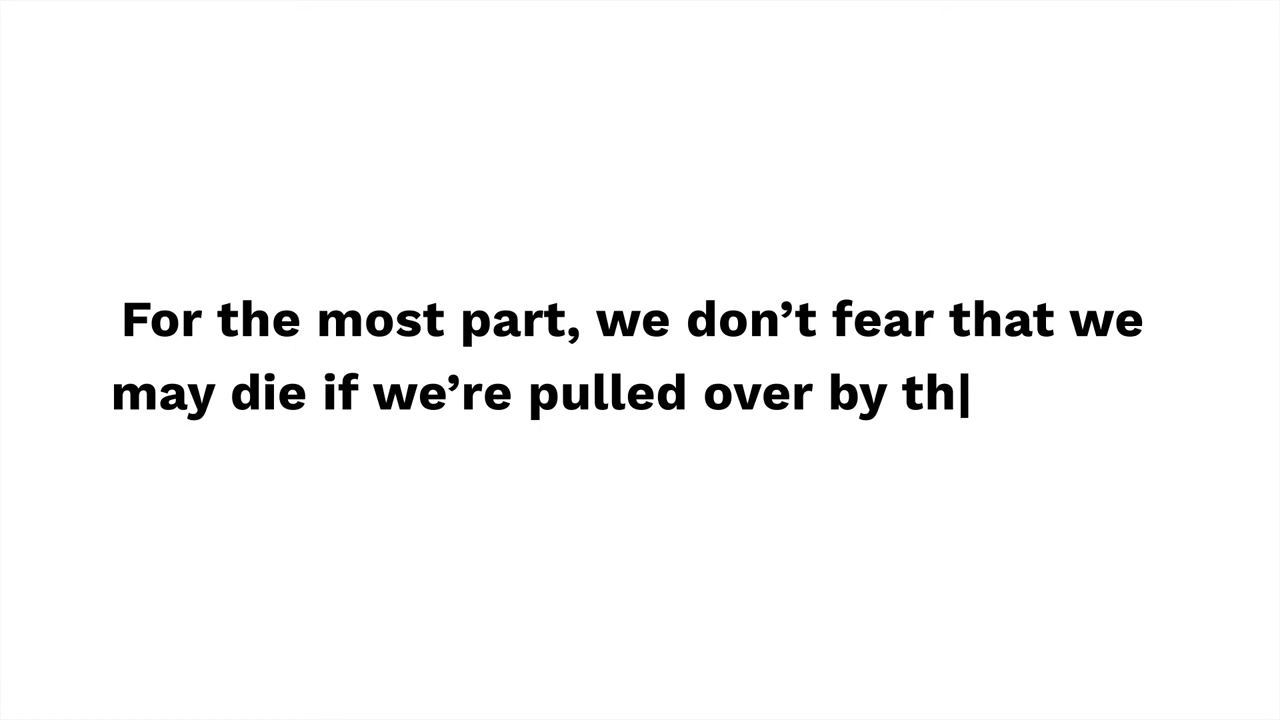 For the most part, we don’t fear that we
may die if we’re pulled over by th|